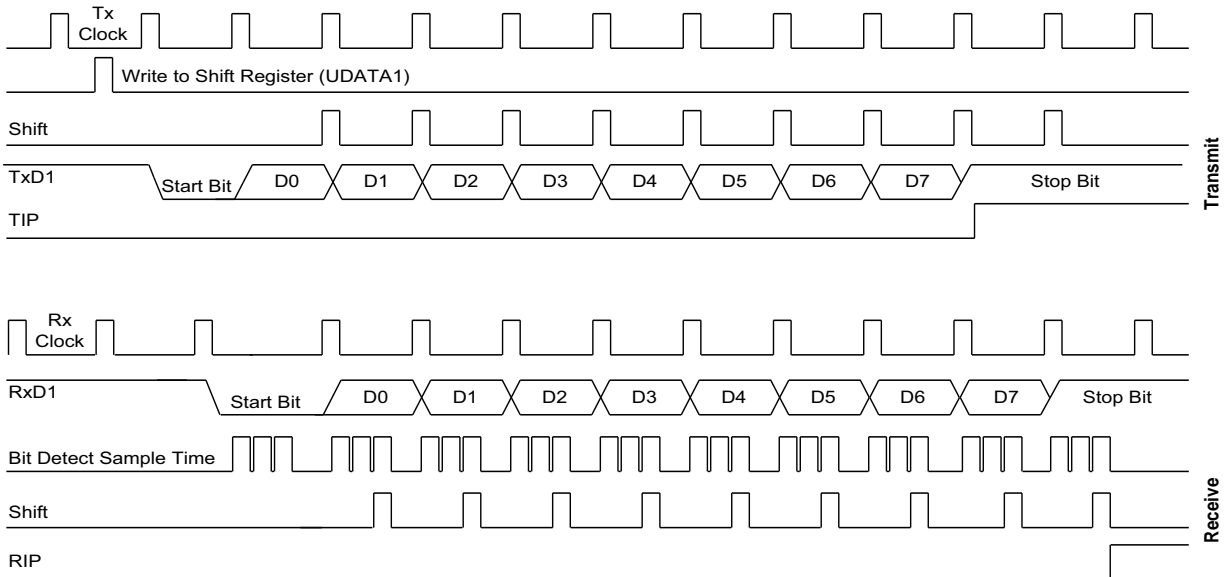 Tx
Clock
Write to Shift Register (UDATA1)
Shift
TxD1
Start Bit D0 D1 D2 D3 D4 D5 D6 D7 Stop Bit
TIP
Transmit
Rx
Clock
RxD1
Start Bit D0 D1 D2 D3 D4 D5 D6 D7 Stop Bit
Bit Detect Sample Time
Shift
RIP
Receive